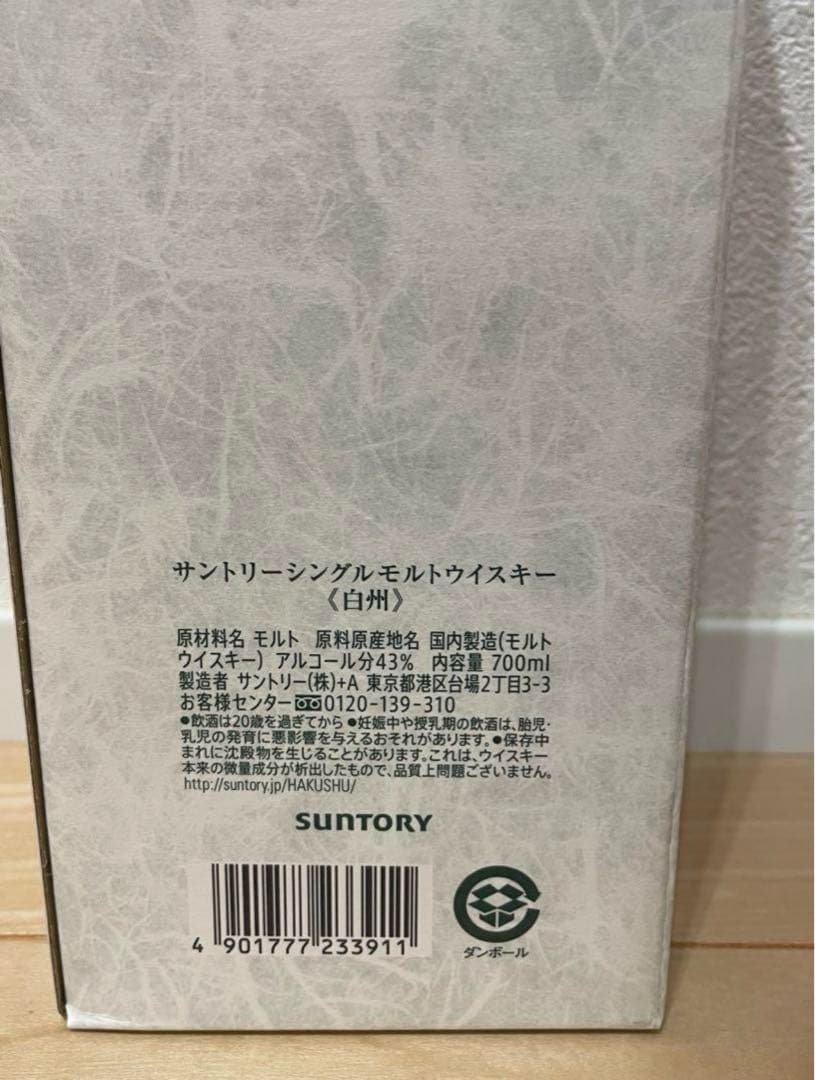 サントリーシングルモルトウイスキー
《白州》
原材料名 モルト 原料原産地名 国内製造(モルト
ウイスキー) アルコール分43% 内容量 700ml
製造者 サントリー(株)+A 東京都港区台場2丁目3-3
お客様センター 0120-139-310
●飲酒は20歳を過ぎてから ●妊娠中や授乳期の飲酒は、胎児・
乳児の発育に悪影響を与えるおそれがあります。●保存中
まれに沈殿物を生じることがあります。これは、ウイスキー
本来の微量成分が析出したもので、品質上問題ございません。
http://suntory.jp/HAKUSHU/
SUNTORY
4 901777 233911
ダンボール